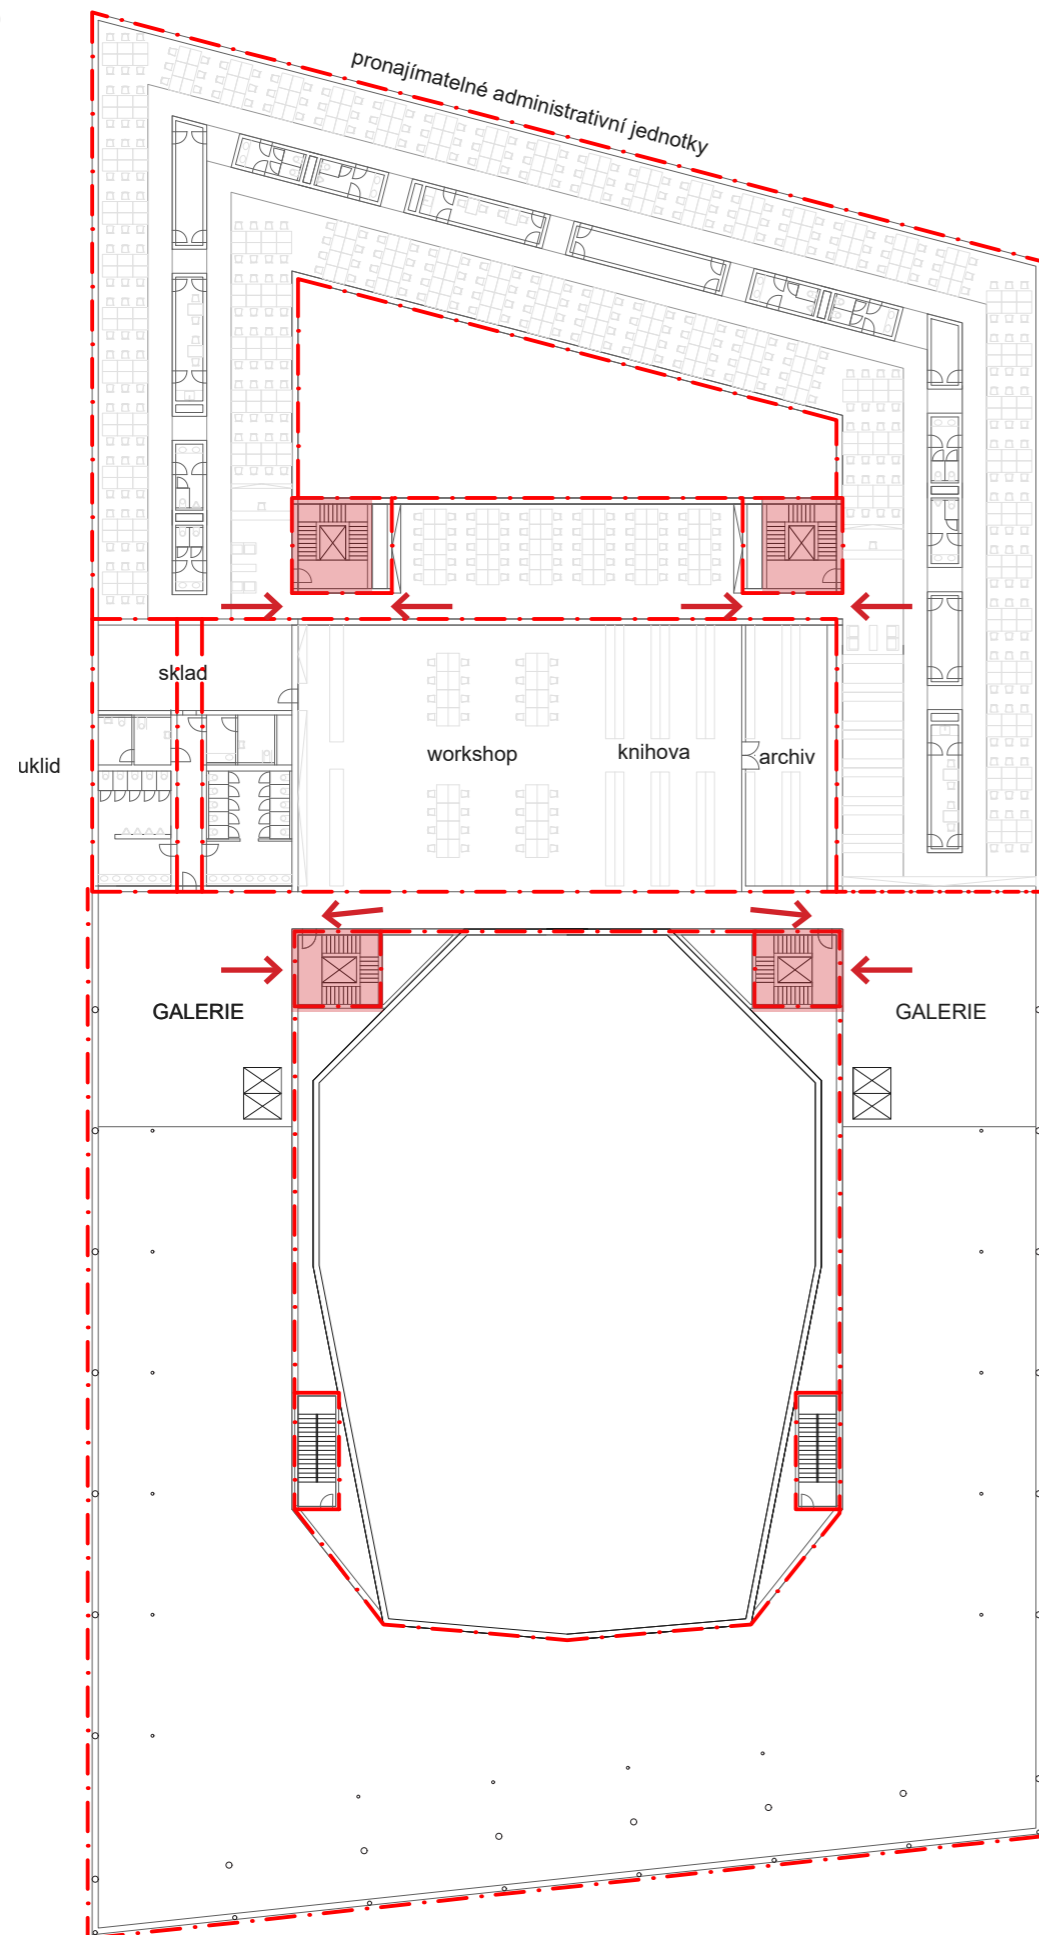 pronajímatelné administrativní jednotky
sklad
uklid
workshop
knihova
archiv
GALERIE
GALERIE